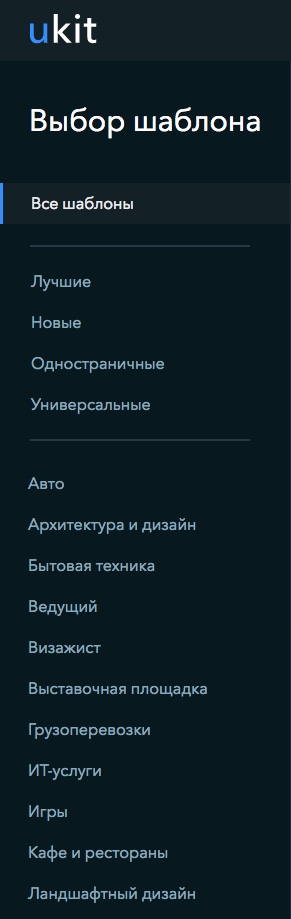 ukit
Выбор шаблона
Все шаблоны
Лучшие
Новые
Одностраничные
Универсальные
Авто
Архитектура и дизайн
Бытовая техника
Ведущий
Визажист
Выставочная площадка
Грузоперевозки
ИТ-услуги
Игры
Кафе и рестораны
Ландшафтный дизайн